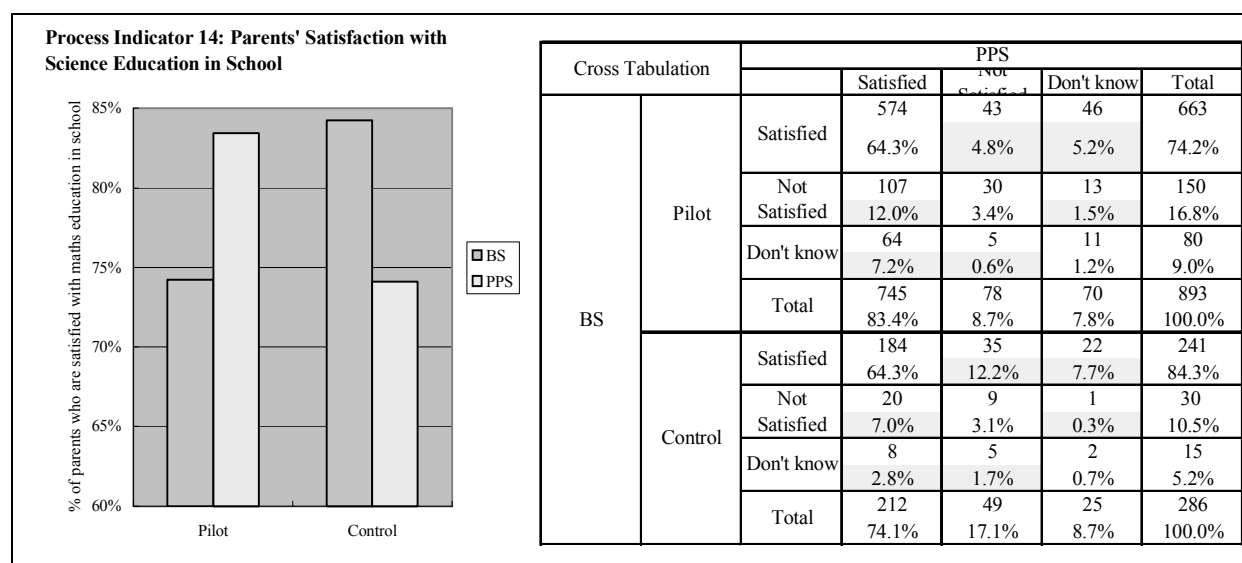 Process Indicator 14: Parents' Satisfaction with
Science Education in School
% of parents who are satisfied with maths education in school
85%
80%
75%
70%
65%
60%
Pilot Control
BS
PPS
Cross Tabulation PPS
Satisfied Not Satisfied Don't know Total
BS
Pilot
Satisfied 574 43 46 663
64.3% 4.8% 5.2% 74.2%
Not 107 30 13 150
Satisfied 12.0% 3.4% 1.5% 16.8%
Don't know 64 5 11 80
7.2% 0.6% 1.2% 9.0%
Total 745 78 70 893
83.4% 8.7% 7.8% 100.0%
Control
Satisfied 184 35 22 241
64.3% 12.2% 7.7% 84.3%
Not 20 9 1 30
Satisfied 7.0% 3.1% 0.3% 10.5%
Don't know 8 5 2 15
2.8% 1.7% 0.7% 5.2%
Total 212 49 25 286
74.1% 17.1% 8.7% 100.0%